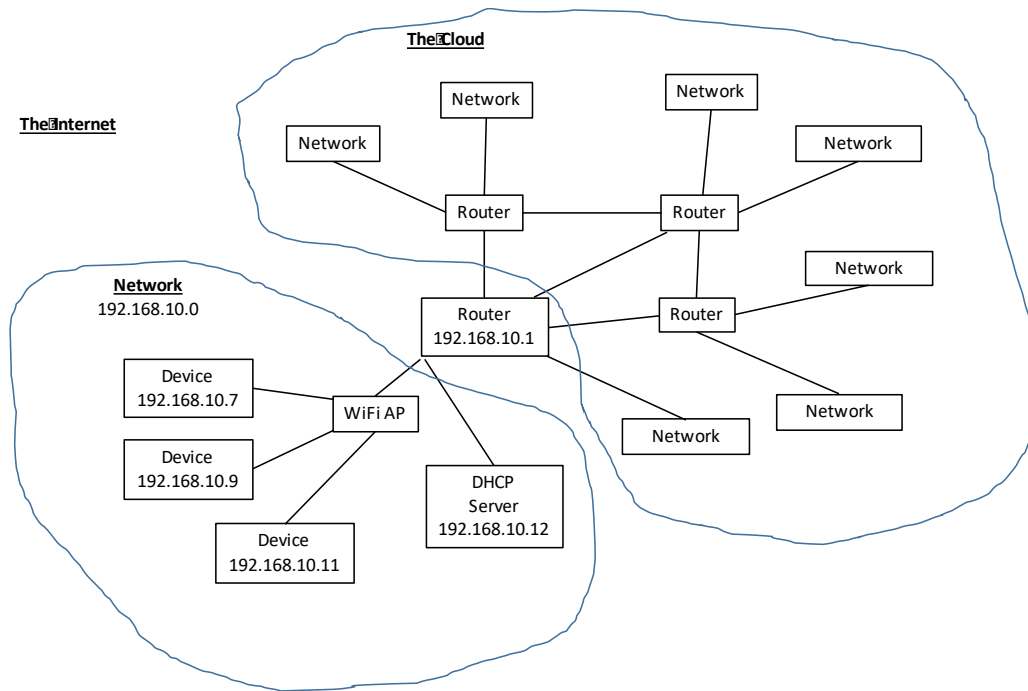 The Cloud
Network
Network
The Internet
Network
Network
Router
Router
Network
Network
192.168.10.0
Router
192.168.10.1
Router
Device
192.168.10.7
WiFi AP
Network
Network
Device
192.168.10.9
DHCP
Server
192.168.10.12
Device
192.168.10.11